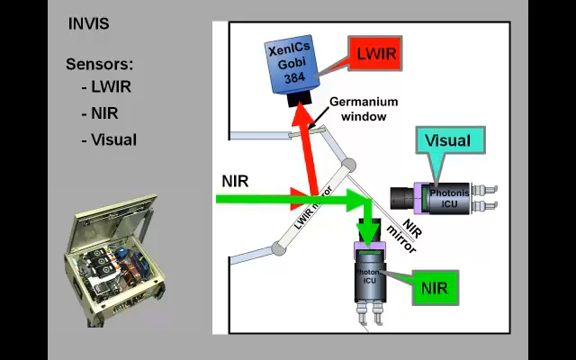 INVIS
Sensors:
- LWIR
- NIR
- Visual
XenICs
Gobi
384
LWIR
Germanium
window
Visual
Photonis
ICU
NIR
LWIR mirror
NIR
mirror
Photonis
ICU
NIR